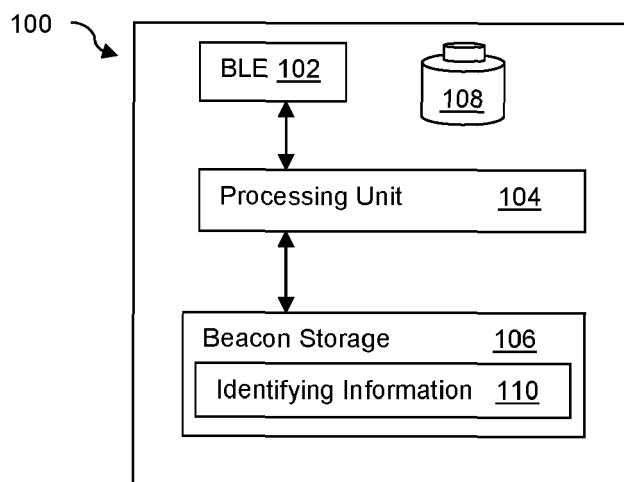 100
BLE 102
108
Processing Unit 104
Beacon Storage 106
Identifying Information 110